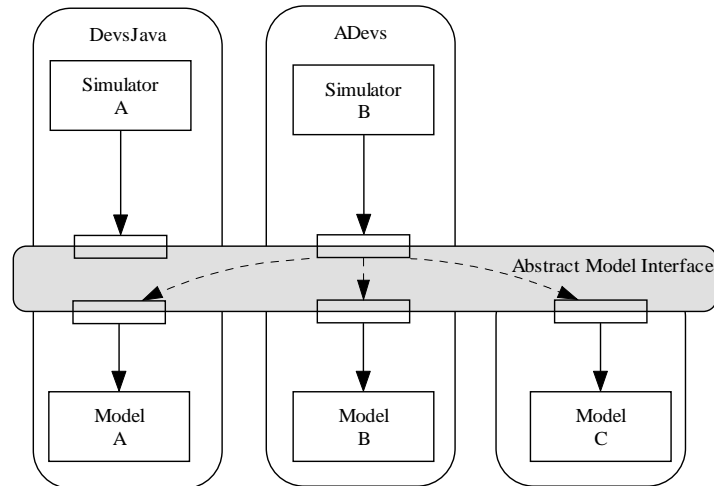 DevsJava
ADevs
Simulator
A
Simulator
B
Abstract Model Interface
Model
A
Model
B
Model
C